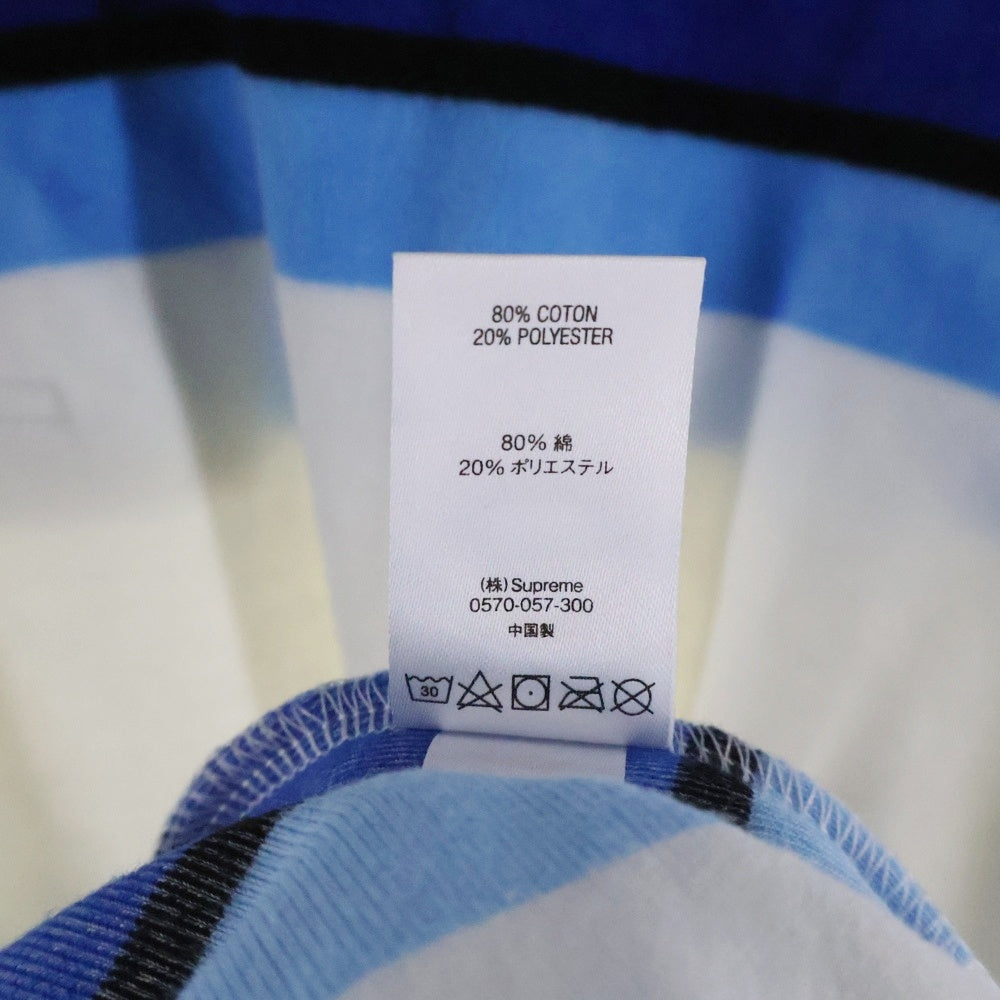 80% COTON
20% POLYESTER
80% 綿
20% ポリエステル
(株)Supreme
0570-057-300
中国製
30